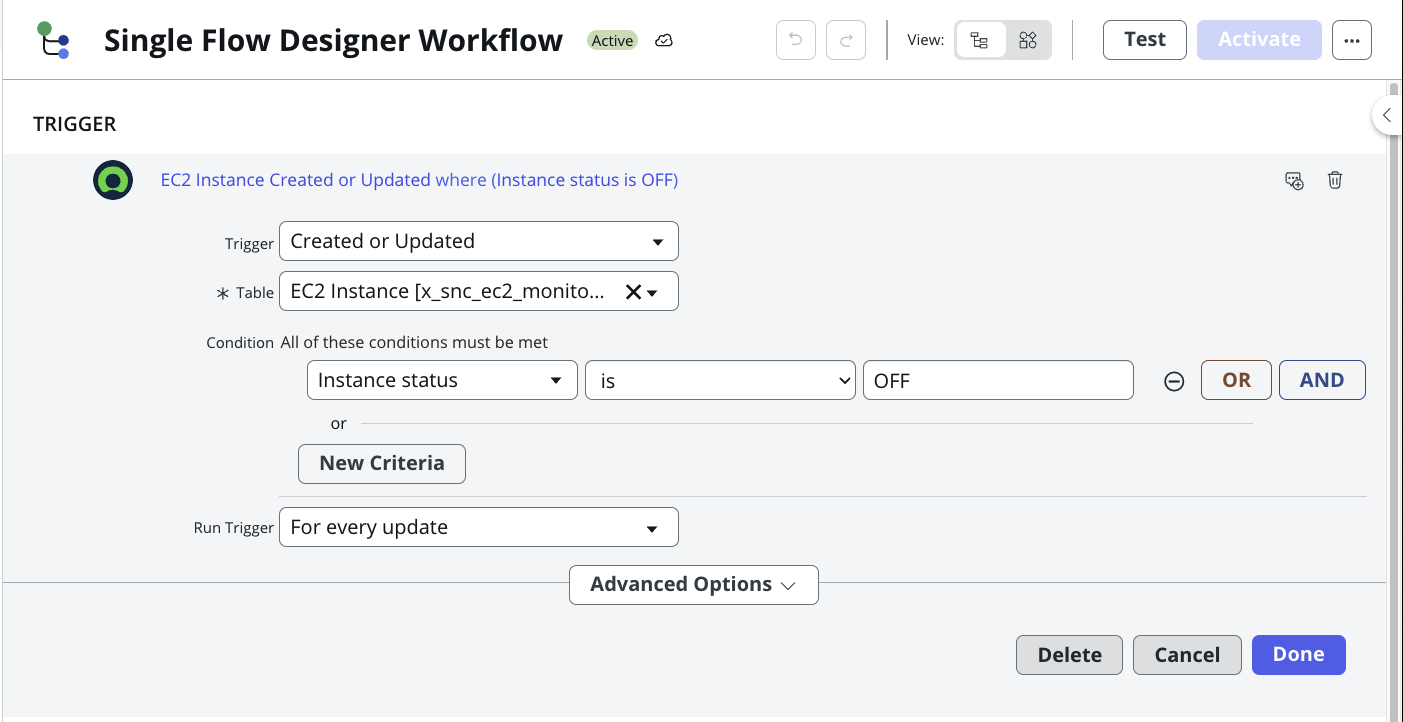 Single Flow Designer Workflow Active View: Test Activate ...
TRIGGER
EC2 Instance Created or Updated where (Instance status is OFF)
Trigger Created or Updated
* Table EC2 Instance [x_snc_ec2_monito...
Condition All of these conditions must be met
Instance status is OFF OR AND
or
New Criteria
Run Trigger For every update
Advanced Options
Delete Cancel Done